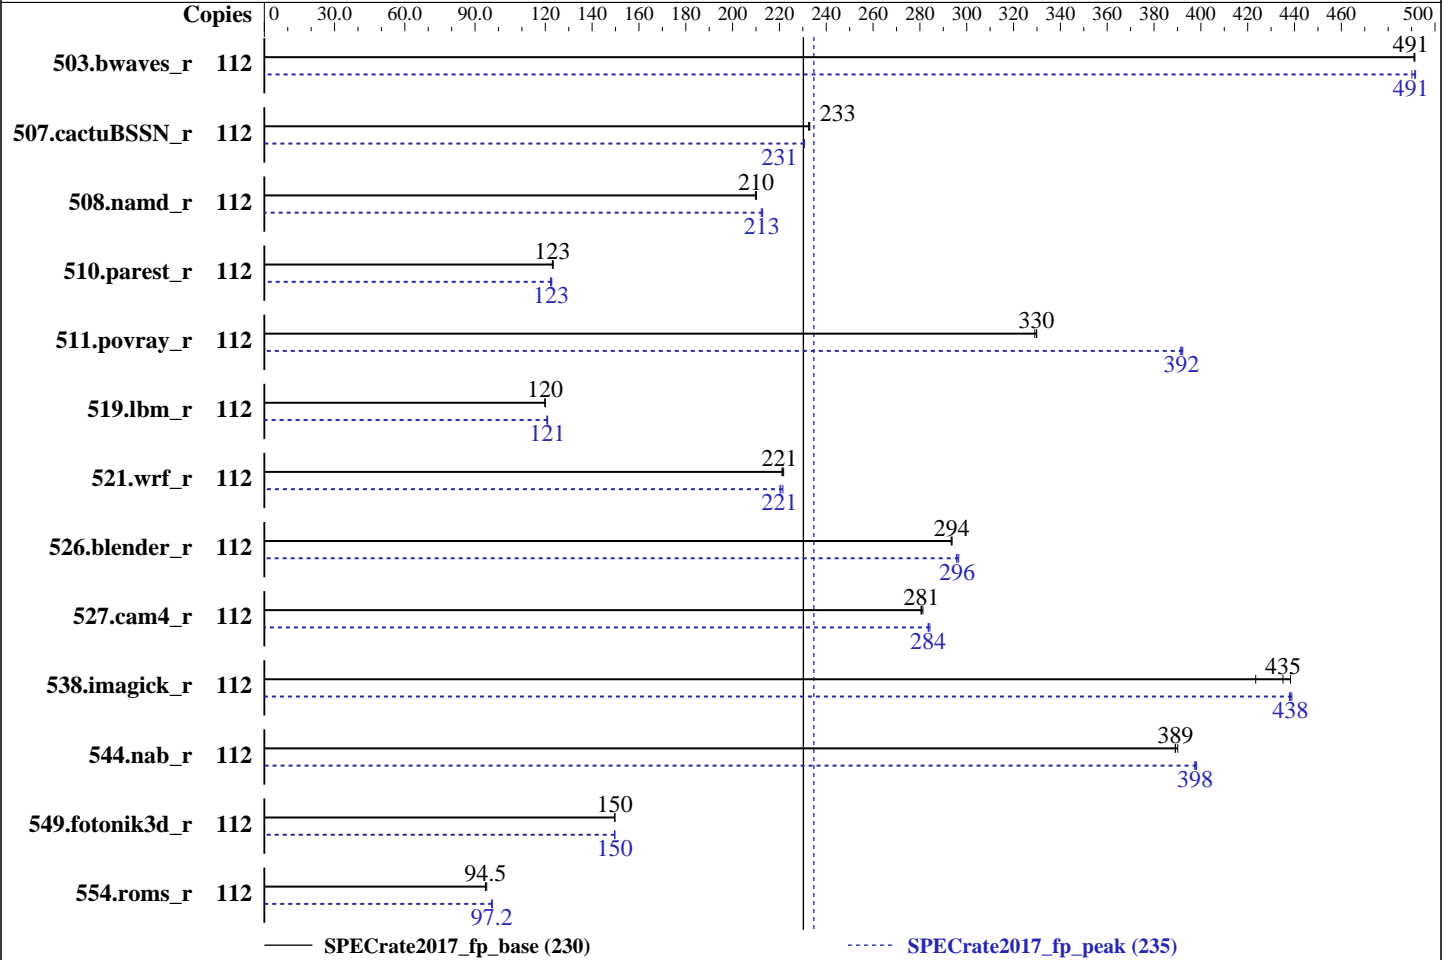 Copies 0 30.0 60.0 90.0 120 140 160 180 200 220 240 260 280 300 320 340 360 380 400 420 440 460 500
503.bwaves_r 112 491
491
507.cactuBSSN_r 112 233
231
508.namd_r 112 210
213
510.parest_r 112 123
123
511.povray_r 112 330
392
519.lbm_r 112 120
121
521.wrf_r 112 221
221
526.blender_r 112 294
296
527.cam4_r 112 281
284
538.imagick_r 112 435
438
544.nab_r 112 389
398
549.fotonik3d_r 112 150
150
554.roms_r 112 94.5
97.2
SPECrate2017_fp_base (230) SPECrate2017_fp_peak (235)